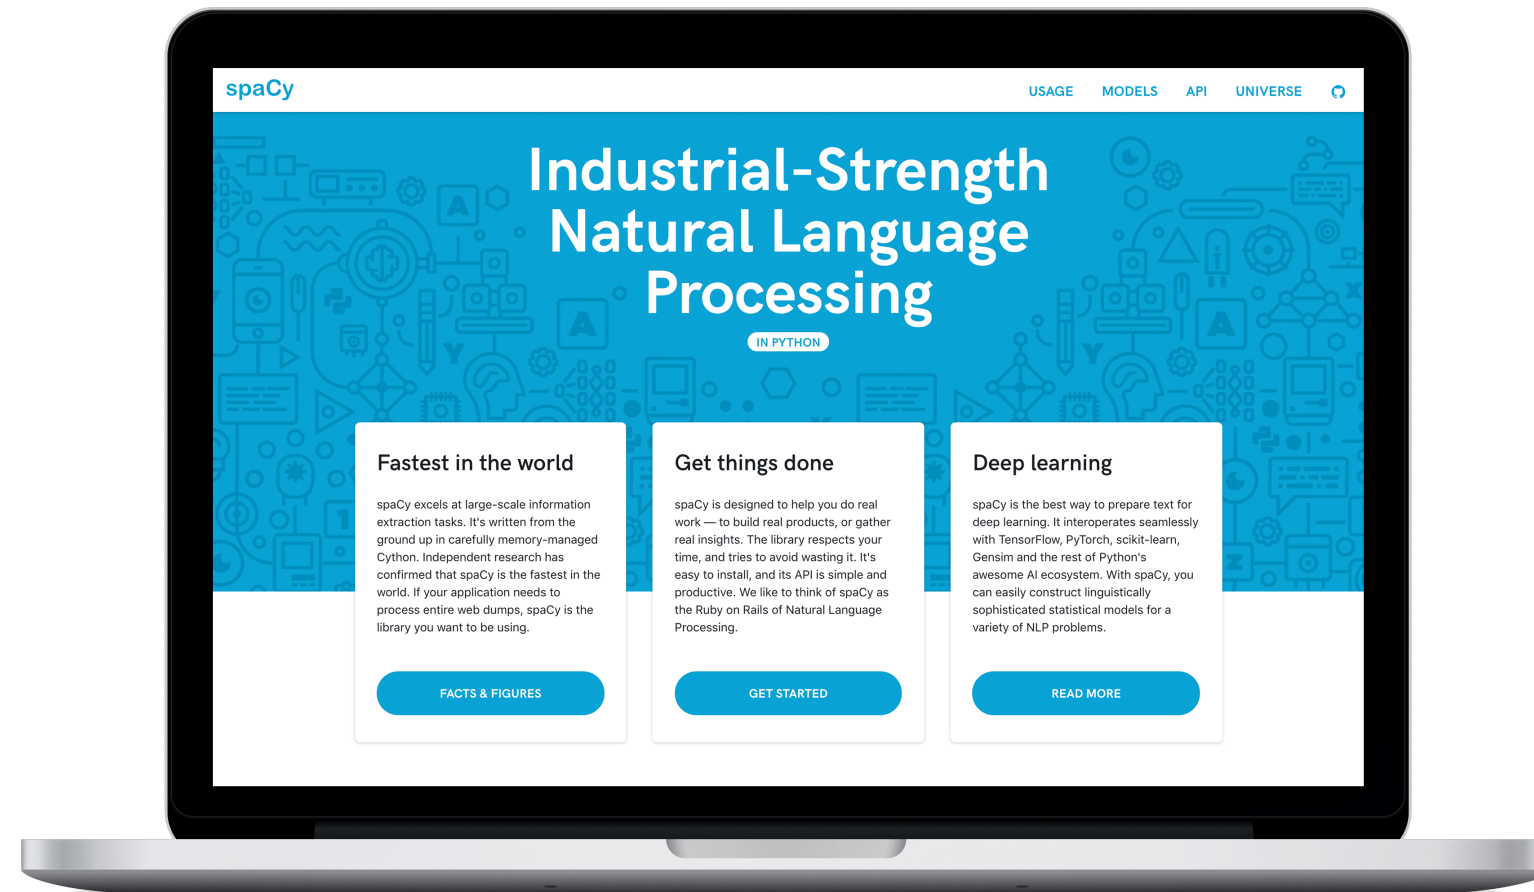 spaCy
USAGE MODELS API UNIVERSE
Industrial-Strength
Natural Language
Processing
IN PYTHON
A
A
A
Y
Y
X
1
Z
Fastest in the world
spaCy excels at large-scale information
extraction tasks. It's written from the
ground up in carefully memory-managed
Cython. Independent research has
confirmed that spaCy is the fastest in the
world. If your application needs to
process entire web dumps, spaCy is the
library you want to be using.
FACTS & FIGURES
Get things done
spaCy is designed to help you do real
work — to build real products, or gather
real insights. The library respects your
time, and tries to avoid wasting it. It's
easy to install, and its API is simple and
productive. We like to think of spaCy as
the Ruby on Rails of Natural Language
Processing.
GET STARTED
Deep learning
spaCy is the best way to prepare text for
deep learning. It interoperates seamlessly
with TensorFlow, PyTorch, scikit-learn,
Gensim and the rest of Python's
awesome AI ecosystem. With spaCy, you
can easily construct linguistically
sophisticated statistical models for a
variety of NLP problems.
READ MORE